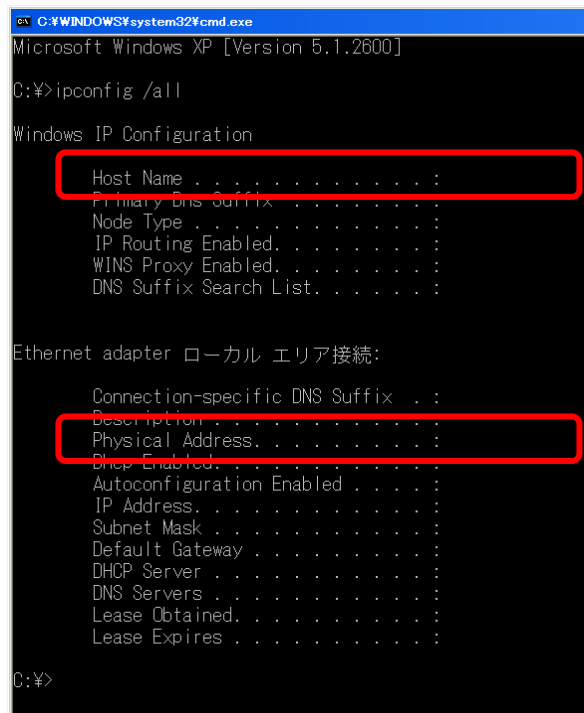 C:¥WINDOWS¥system32¥cmd.exe
Microsoft Windows XP [Version 5.1.2600]
C:¥>ipconfig /all
Windows IP Configuration
Host Name . . . . . . . . . . . . :
Primary Dns Suffix . . . . . . . :
Node Type . . . . . . . . . . . . :
IP Routing Enabled. . . . . . . . :
WINS Proxy Enabled. . . . . . . . :
DNS Suffix Search List. . . . . . :
Ethernet adapter ローカル エリア接続:
Connection-specific DNS Suffix . :
Description . . . . . . . . . . . :
Physical Address. . . . . . . . . :
Dhcp Enabled. . . . . . . . . . . :
Autoconfiguration Enabled . . . . :
IP Address. . . . . . . . . . . . :
Subnet Mask . . . . . . . . . . . :
Default Gateway . . . . . . . . . :
DHCP Server . . . . . . . . . . . :
DNS Servers . . . . . . . . . . . :
Lease Obtained. . . . . . . . . . :
Lease Expires . . . . . . . . . . :
C:¥>